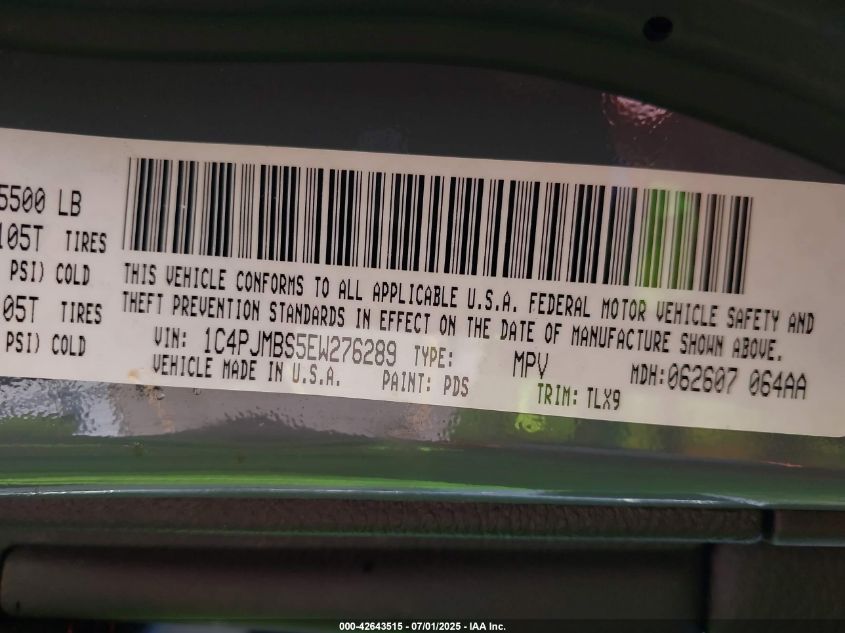 5500 LB
105T TIRES
PSI) COLD
05T TIRES
PSI) COLD
THIS VEHICLE CONFORMS TO ALL APPLICABLE U.S.A. FEDERAL MOTOR VEHICLE SAFETY AND
THEFT PREVENTION STANDARDS IN EFFECT ON THE DATE OF MANUFACTURE SHOWN ABOVE.
VIN: 1C4PJMBS5EW276289 TYPE: MPV MDH:062607 064AA
VEHICLE MADE IN U.S.A. PAINT: PDS TRIM: TLX9
000-42643515 - 07/01/2025 - IAA Inc.